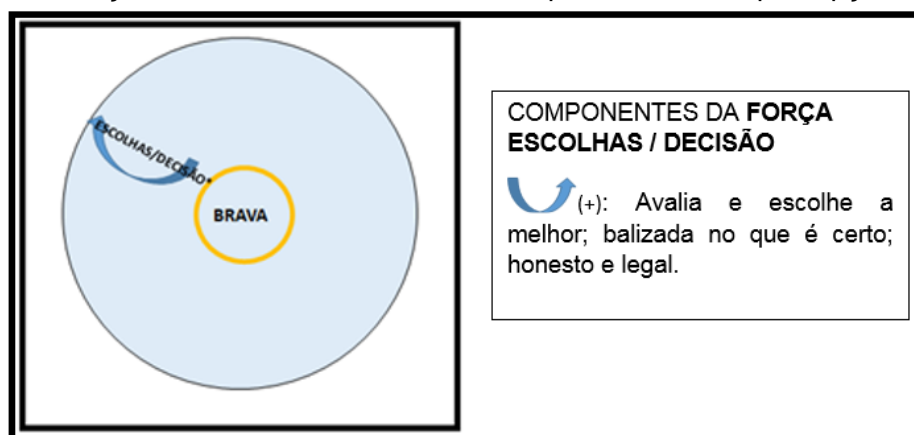 ESCOLHAS/DECISÃO*
BRAVA
COMPONENTES DA FORÇA
ESCOLHAS / DECISÃO
(+): Avalia e escolhe a
melhor; balizada no que é certo;
honesto e legal.